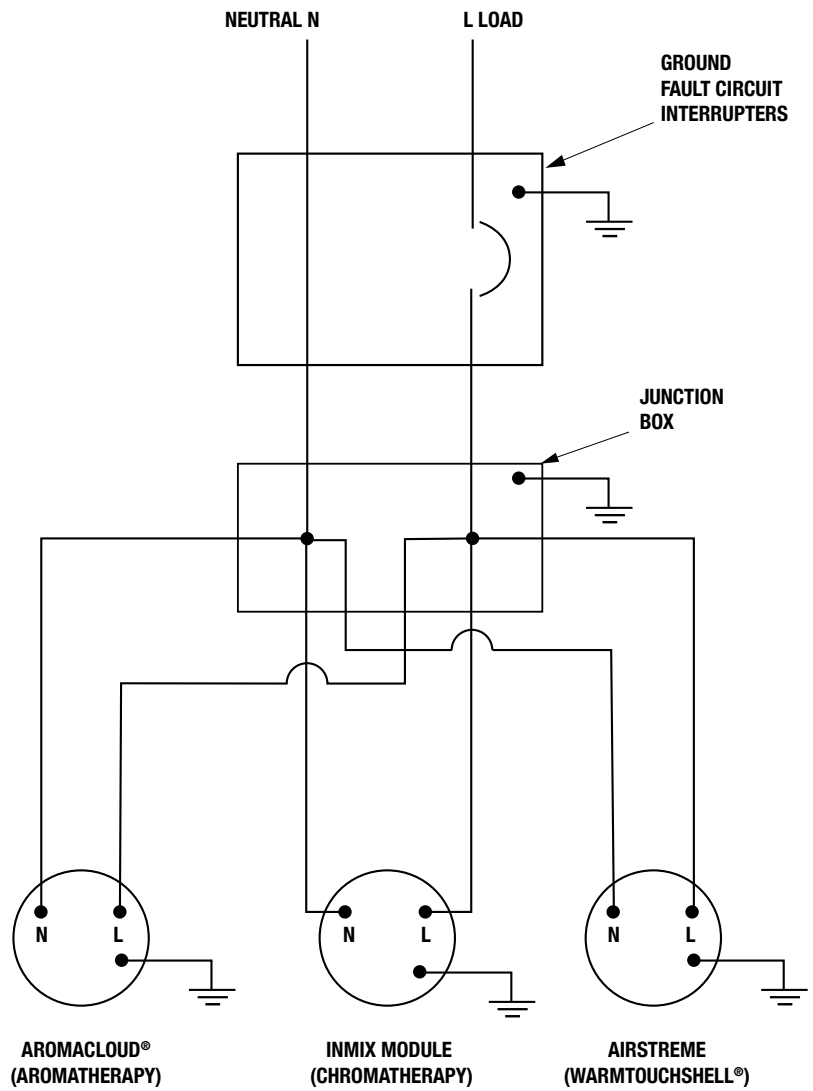 NEUTRAL N
L LOAD
GROUND
FAULT CIRCUIT
INTERRUPTERS
JUNCTION
BOX
N
L
N
L
N
L
AROMACLOUD®
(AROMATHERAPY)
INMIX MODULE
(CHROMATHERAPY)
AIRSTREME
(WARMTOUCHSHELL®)